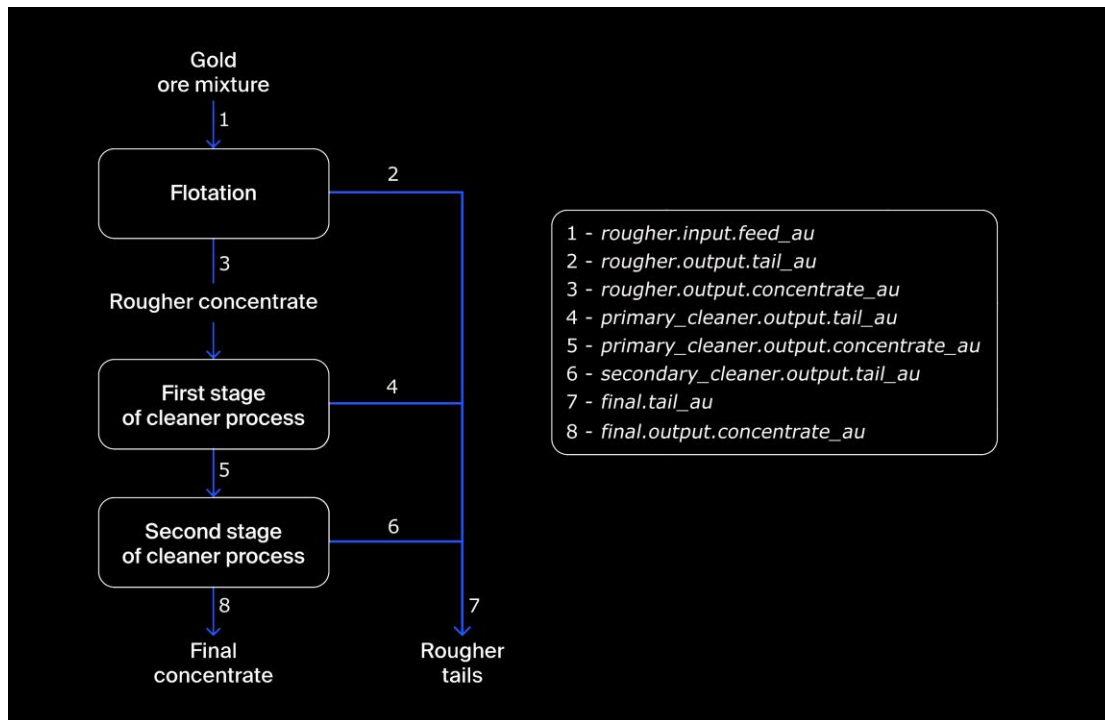 Gold
ore mixture
1
Flotation
2
3
Rougher concentrate
First stage
of cleaner process
4
5
Second stage
of cleaner process
6
8
7
Final
concentrate
Rougher
tails
1 - rougher.input.feed_au
2 - rougher.output.tail_au
3 - rougher.output.concentrate_au
4 - primary_cleaner.output.tail_au
5 - primary_cleaner.output.concentrate_au
6 - secondary_cleaner.output.tail_au
7 - final.tail_au
8 - final.output.concentrate_au